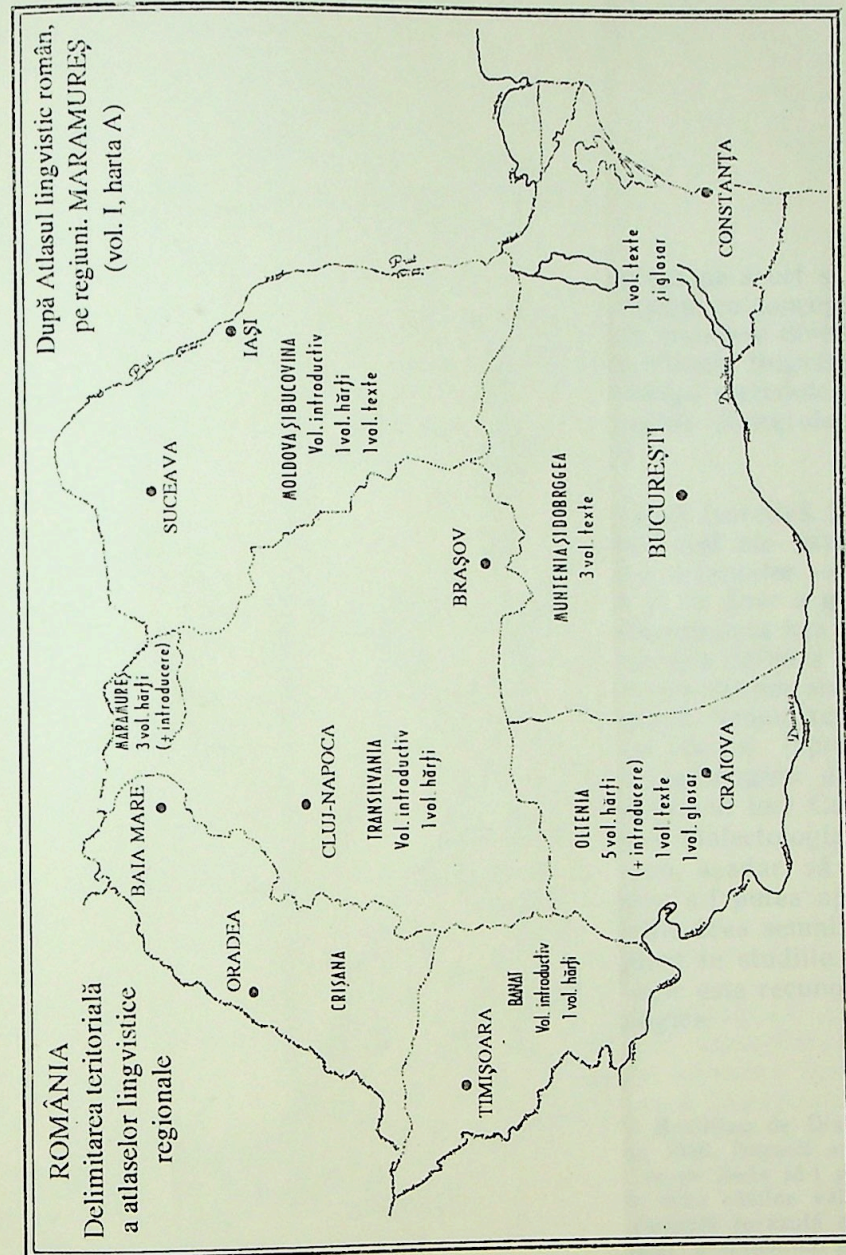 ROMÂNIA
Delimitarea teritorială
a atlaselor lingvistice
regionale
După Atlasul lingvistic român,
pe regiuni. MARAMUREȘ
(vol. I, harta A)
MARAMUREȘ
3 vol. hărți
(+ introducere)
BAIA MARE
SUCEAVA
Prut
IAȘI
ORADEA
CLUJ-NAPOCA
MOLDOVA ȘI BUCOVINA
Vol. introductiv
1 vol. hărți
1 vol. texte
CRIȘANA
TRANSILVANIA
Vol. introductiv
1 vol. hărți
TIMIȘOARA
BRAȘOV
BANAT
Vol. introductiv
1 vol. hărți
OLTENIA
5 vol. hărți
(+ introducere)
1 vol. texte
1 vol. glosar
MUNTENIA ȘI DOBRGGEA
3 vol. texte
1 vol. texte
și glosar
CRAIOVA
BUCUREȘTI
CONSTANȚA
Dunărea
Dunărea